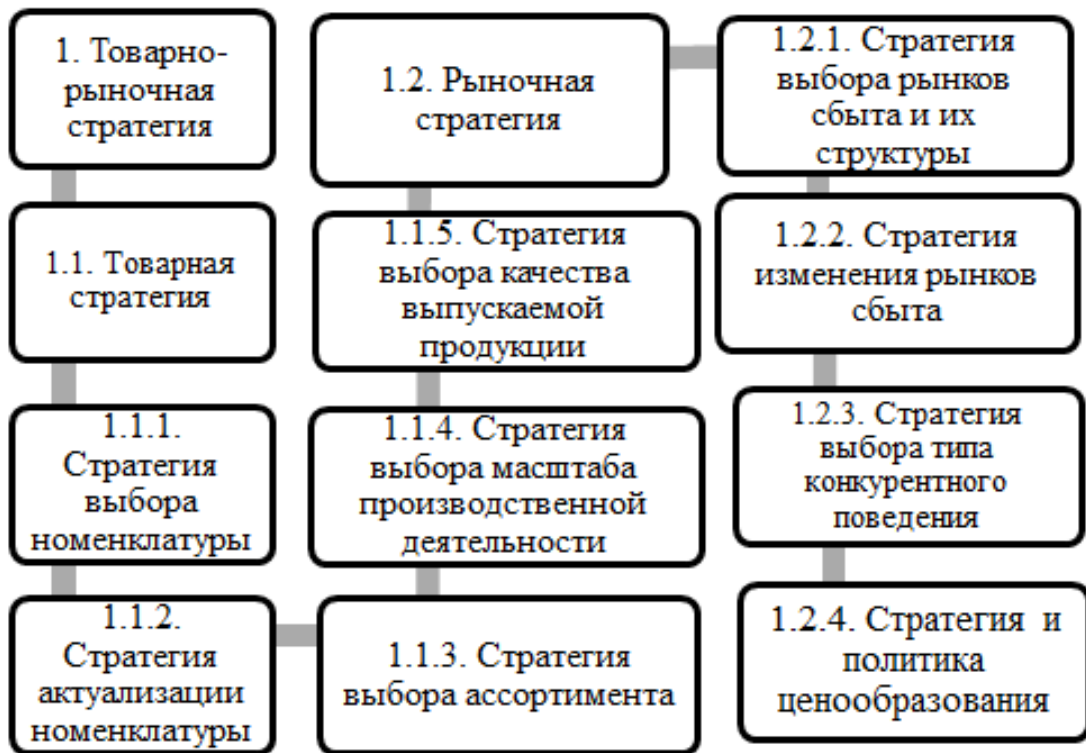 1. Товарно-
рыночная
стратегия
1.1. Товарная
стратегия
1.1.1.
Стратегия
выбора
номенклатуры
1.1.2.
Стратегия
актуализации
номенклатуры
1.1.3. Стратегия
выбора ассортимента
1.1.4. Стратегия
выбора масштаба
производственной
деятельности
1.1.5. Стратегия
выбора качества
выпускаемой
продукции
1.2. Рыночная
стратегия
1.2.1. Стратегия
выбора рынков
сбыта и их
структуры
1.2.2. Стратегия
изменения рынков
сбыта
1.2.3. Стратегия
выбора типа
конкурентного
поведения
1.2.4. Стратегия и
политика
ценообразования